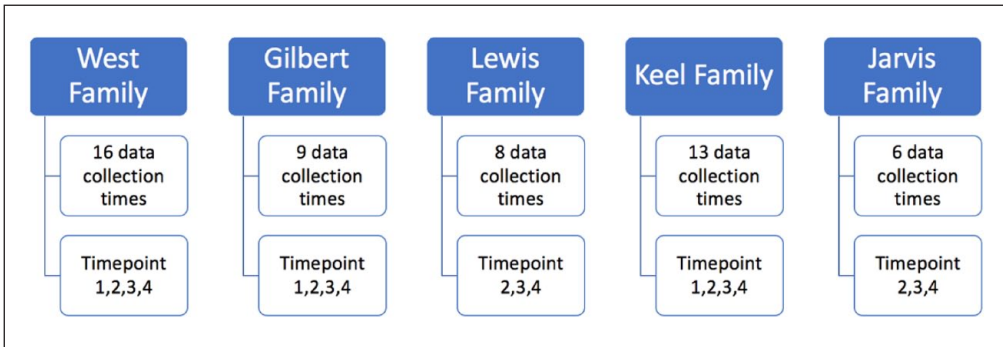 West
Family
16 data
collection
times
Timepoint
1,2,3,4
Gilbert
Family
9 data
collection
times
Timepoint
1,2,3,4
Lewis
Family
8 data
collection
times
Timepoint
2,3,4
Keel Family
13 data
collection
times
Timepoint
1,2,3,4
Jarvis
Family
6 data
collection
times
Timepoint
2,3,4